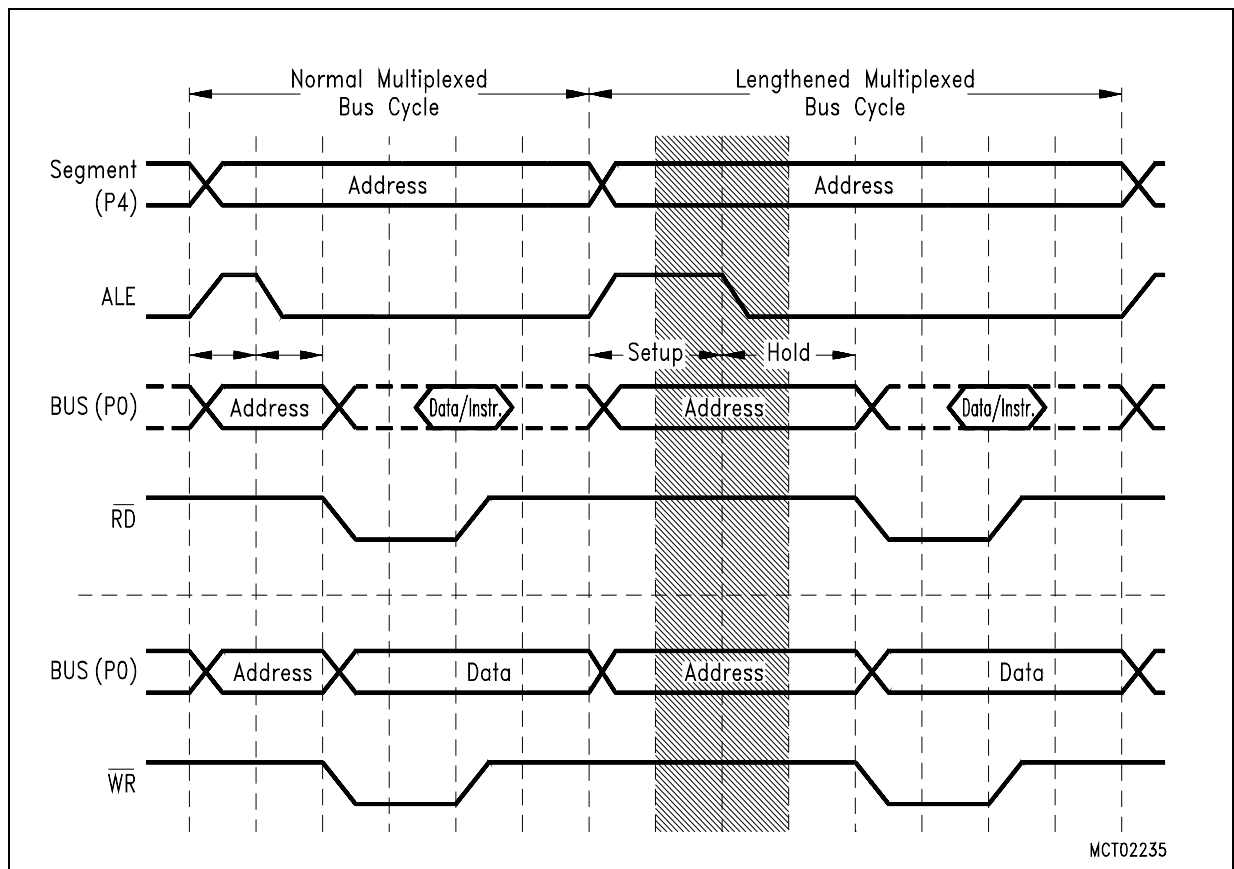 Normal Multiplexed
Bus Cycle
Lengthened Multiplexed
Bus Cycle
Segment
(P4)
Address
Address
ALE
Setup
Hold
BUS (P0)
Address
Data/Instr.
Address
Data/Instr.
RD
BUS (P0)
Address
Data
Address
Data
WR
MCT02235